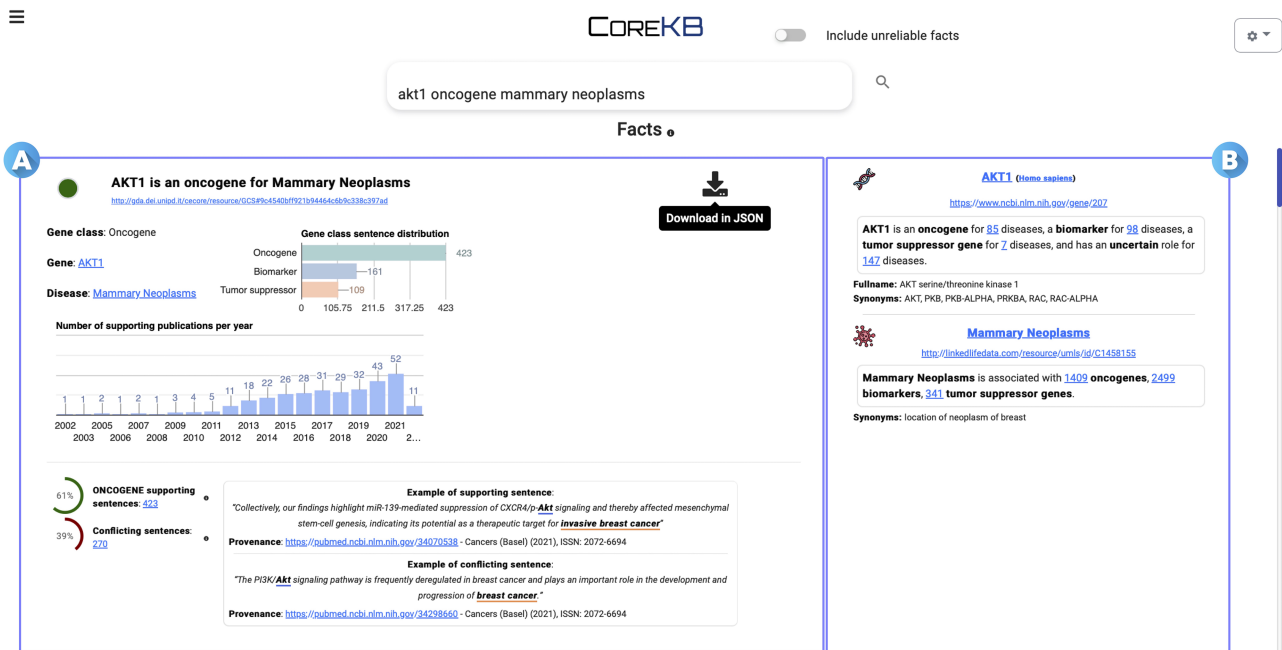 COREKB
Include unreliable facts
akt1 oncogene mammary neoplasms
Facts
A
B
AKT1 is an oncogene for Mammary Neoplasms
http://gda.dei.unipd.it/cecore/resource/GCS#9c4540bff921b94464c6b9c338c397ad
Download in JSON
Gene class: Oncogene
Gene: AKT1
Disease: Mammary Neoplasms
Gene class sentence distribution
Oncogene 423
Biomarker 161
Tumor suppressor 109
0 105.75 211.5 317.25 423
Number of supporting publications per year
1 1 2 1 2 1 3 4 5 11 18 22 26 28 31 29 32 43 52 11
2002 2005 2007 2009 2011 2013 2015 2017 2019 2021
2003 2006 2008 2010 2012 2014 2016 2018 2020 2...
61%
ONCOGENE supporting
sentences: 423
39%
Conflicting sentences:
270
Example of supporting sentence:
"Collectively, our findings highlight miR-139-mediated suppression of CXCR4/p-Akt signaling and thereby affected mesenchymal
stem-cell genesis, indicating its potential as a therapeutic target for invasive breast cancer"
Provenance: https://pubmed.ncbi.nlm.nih.gov/34070538 - Cancers (Basel) (2021), ISSN: 2072-6694
Example of conflicting sentence:
"The PI3K/Akt signaling pathway is frequently deregulated in breast cancer and plays an important role in the development and
progression of breast cancer."
Provenance: https://pubmed.ncbi.nlm.nih.gov/34298660 - Cancers (Basel) (2021), ISSN: 2072-6694
AKT1 (Homo sapiens)
https://www.ncbi.nlm.nih.gov/gene/207
AKT1 is an oncogene for 85 diseases, a biomarker for 98 diseases, a
tumor suppressor gene for 7 diseases, and has an uncertain role for
147 diseases.
Fullname: AKT serine/threonine kinase 1
Synonyms: AKT, PKB, PKB-ALPHA, PRKBA, RAC, RAC-ALPHA
Mammary Neoplasms
http://linkedlifedata.com/resource/umls/id/C1458155
Mammary Neoplasms is associated with 1409 oncogenes, 2499
biomarkers, 341 tumor suppressor genes.
Synonyms: location of neoplasm of breast